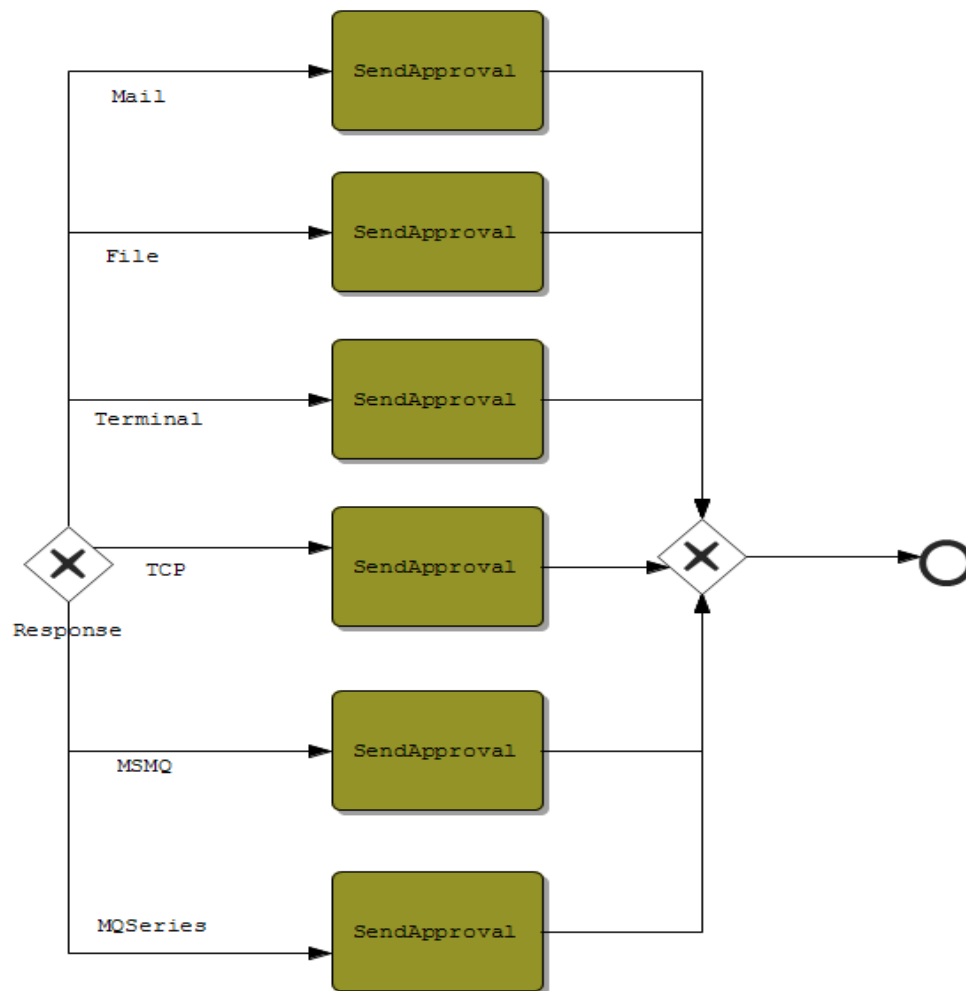 SendApproval
Mail
SendApproval
File
SendApproval
Terminal
SendApproval
TCP
Response
SendApproval
MSMQ
MQSeries
SendApproval